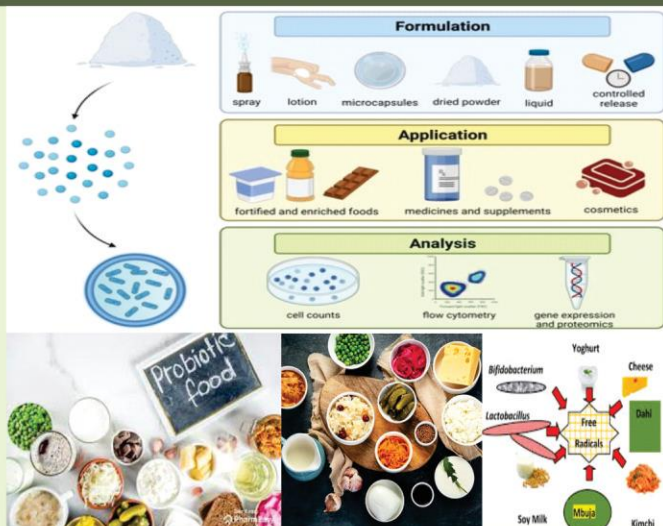 Formulation
spray
lotion
microcapsules
dried powder
liquid
controlled
release
Application
fortified and enriched foods
medicines and supplements
cosmetics
Analysis
cell counts
flow cytometry
gene expression
and proteomics
Probiotic
food
Yoghurt
Bifidobacterium
Cheese
Lactobacillus
Free
Radicals
Dahl
Soy Milk
Mbuja
Kimchi